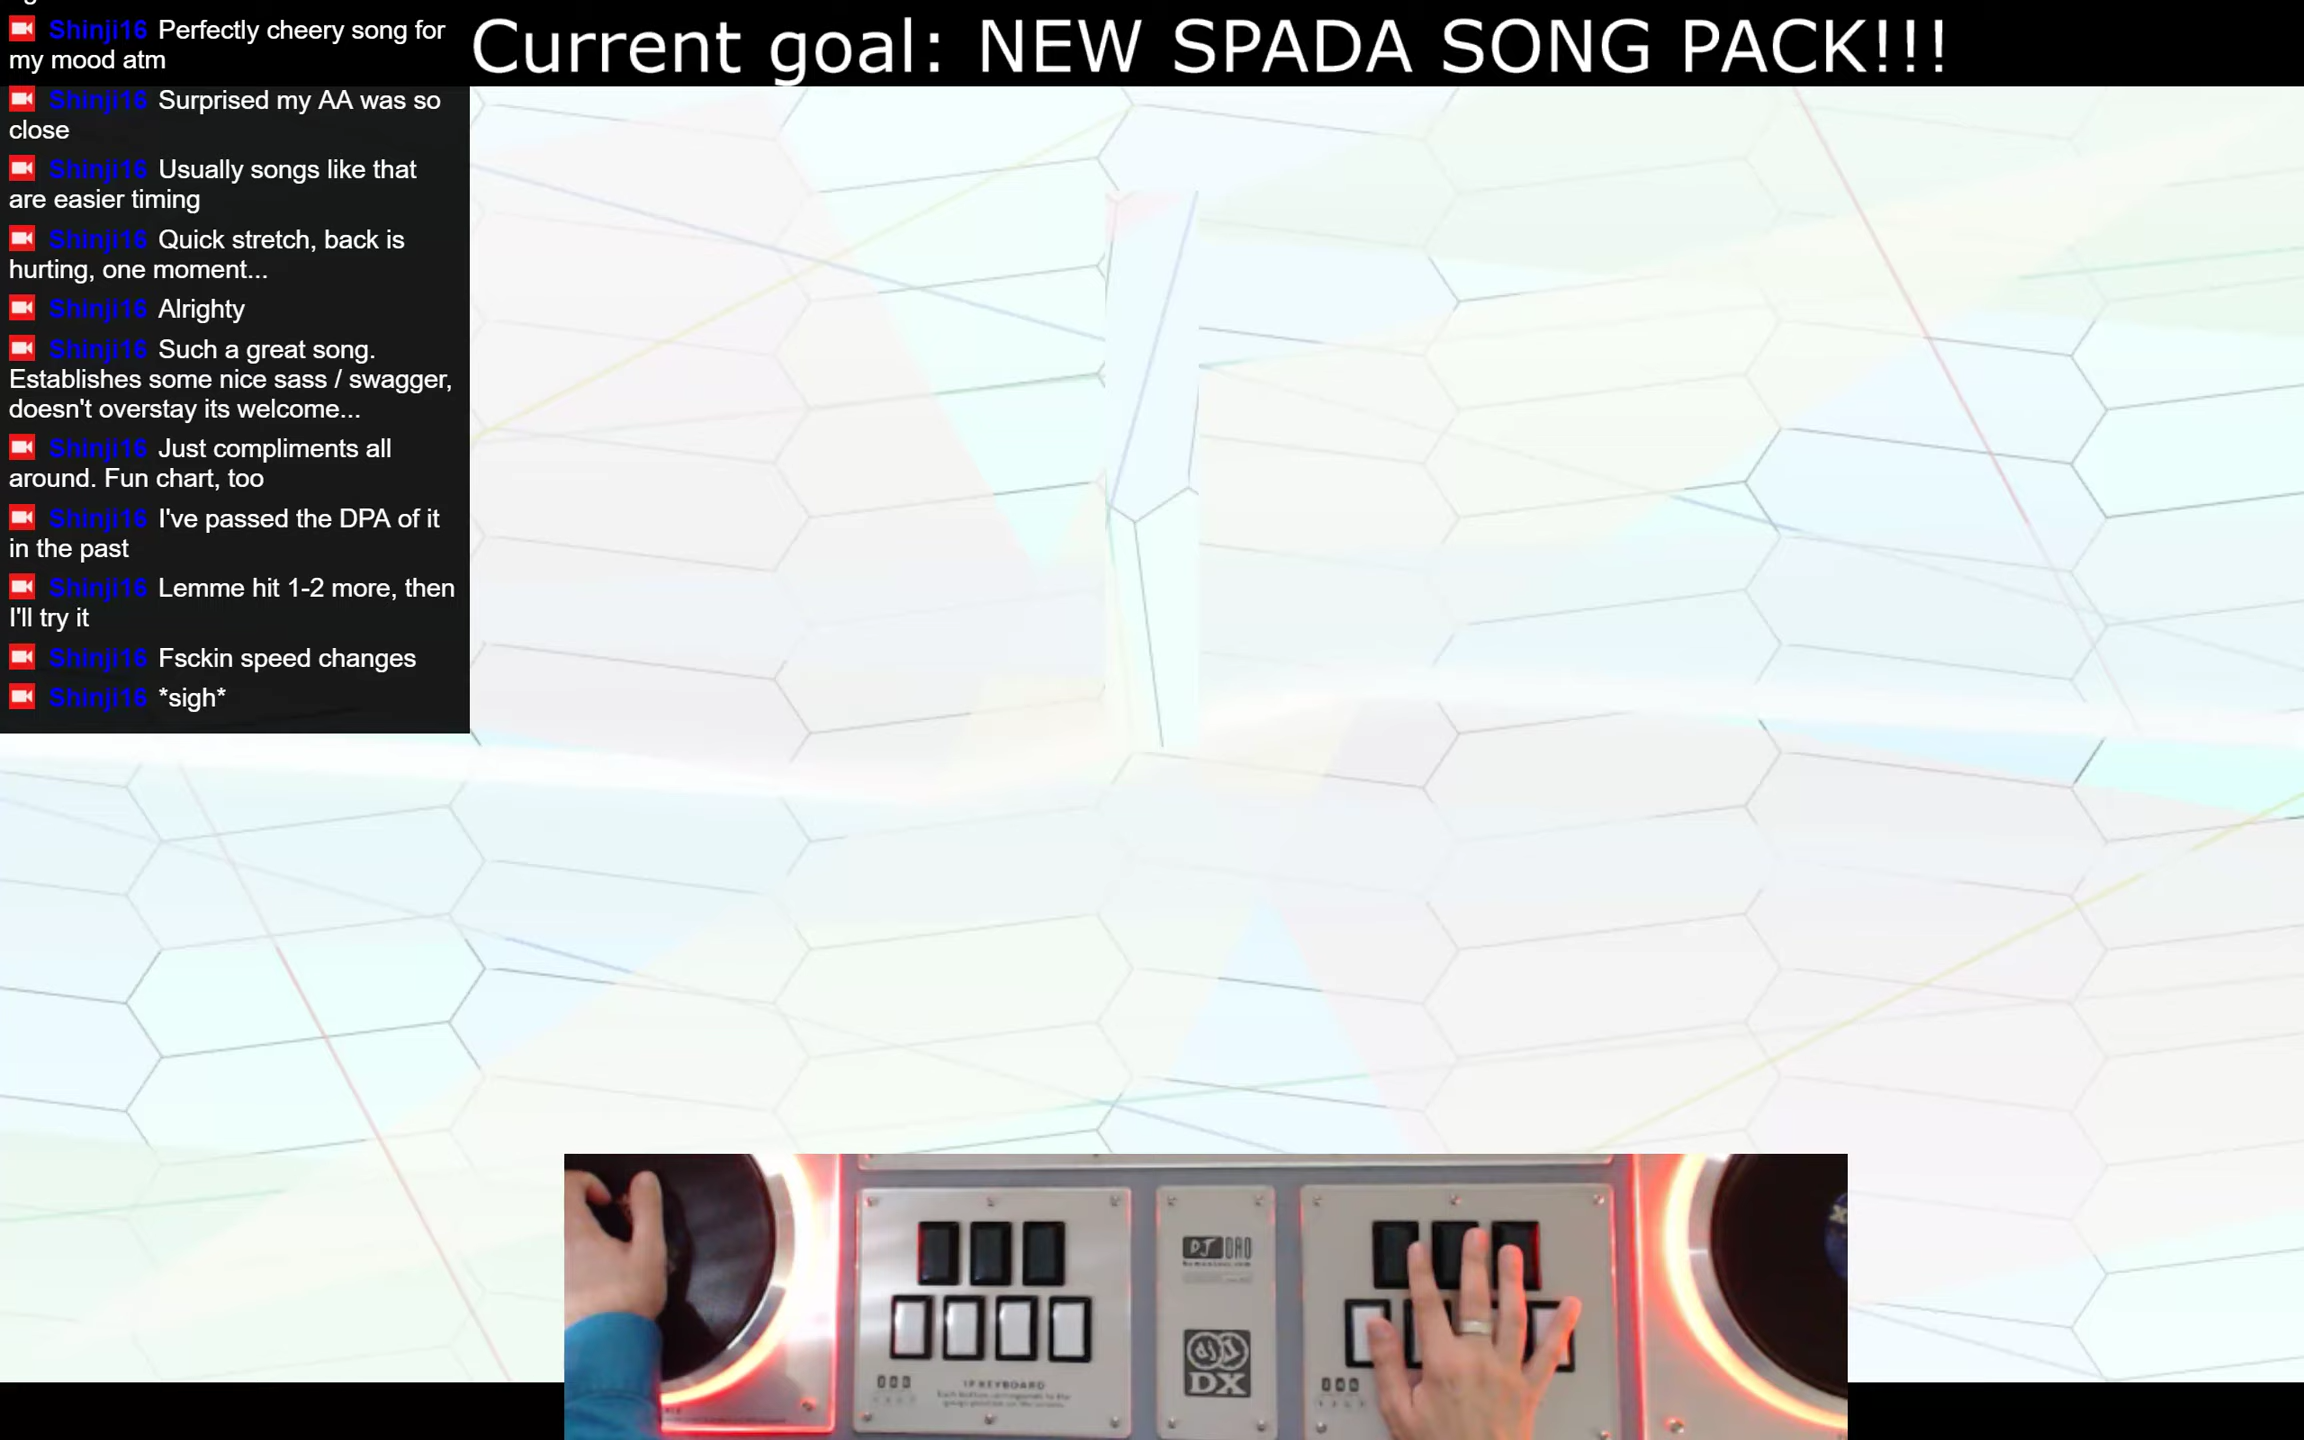 Current goal: NEW SPADA SONG PACK!!!
Shinji16 Perfectly cheery song for
my mood atm
Shinji16 Surprised my AA was so
close
Shinji16 Usually songs like that
are easier timing
Shinji16 Quick stretch, back is
hurting, one moment...
Shinji16 Alrighty
Shinji16 Such a great song.
Establishes some nice sass / swagger,
doesn't overstay its welcome...
Shinji16 Just compliments all
around. Fun chart, too
Shinji16 I've passed the DPA of it
in the past
Shinji16 Lemme hit 1-2 more, then
I'll try it
Shinji16 Fsckin speed changes
Shinji16 *sigh*
DJ DAO
DX
1P KEYBOARD